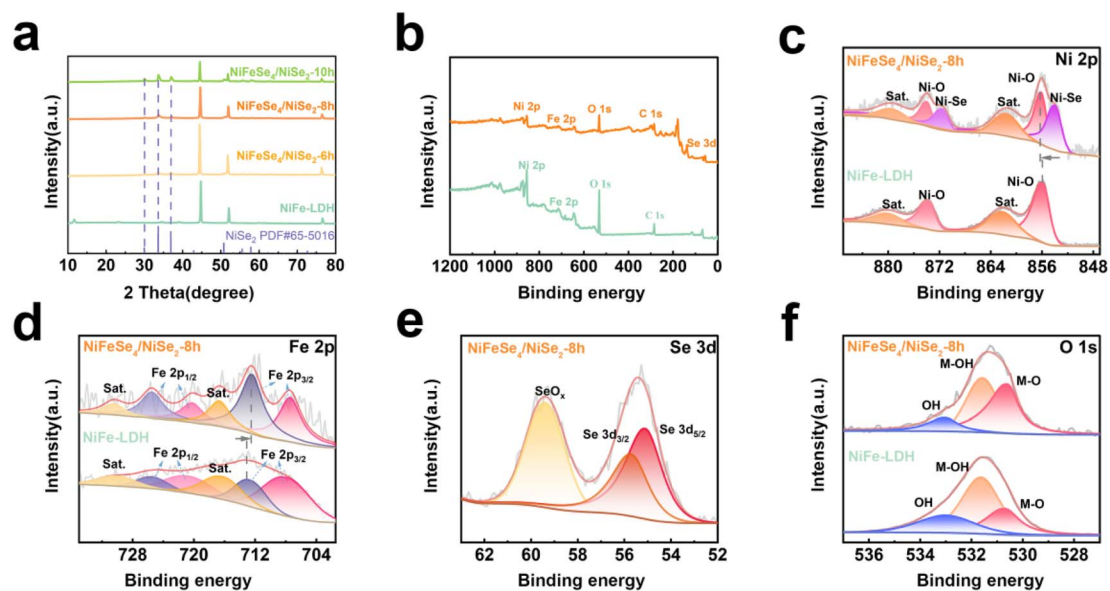 a
Intensity(a.u.)
NiFeSe₄/NiSe₂-10h
NiFeSe₄/NiSe₂-8h
NiFeSe₄/NiSe₂-6h
NiFe-LDH
NiSe₂ PDF#65-5016
10 20 30 40 50 60 70 80
2 Theta(degree)
b
Intensity(a.u.)
Ni 2p
Fe 2p
O 1s
C 1s
Se 3d
Ni 2p
Fe 2p
O 1s
C 1s
1200 1000 800 600 400 200 0
Binding energy
c
Intensity(a.u.)
NiFeSe₄/NiSe₂-8h
Ni 2p
Sat.
Ni-O
Ni-Se
Sat.
Ni-O
Ni-Se
NiFe-LDH
Sat.
Ni-O
Sat.
Ni-O
880 872 864 856 848
Binding energy
d
Intensity(a.u.)
NiFeSe₄/NiSe₂-8h
Fe 2p
Sat.
Fe 2p₁/₂
Sat.
Fe 2p₃/₂
NiFe-LDH
Sat.
Fe 2p₁/₂
Sat.
Fe 2p₃/₂
728 720 712 704
Binding energy
e
Intensity(a.u.)
NiFeSe₄/NiSe₂-8h
Se 3d
SeOₓ
Se 3d₃/₂
Se 3d₅/₂
62 60 58 56 54 52
Binding energy
f
Intensity(a.u.)
NiFeSe₄/NiSe₂-8h
O 1s
M-OH
M-O
OH
NiFe-LDH
M-OH
OH
M-O
536 534 532 530 528
Binding energy